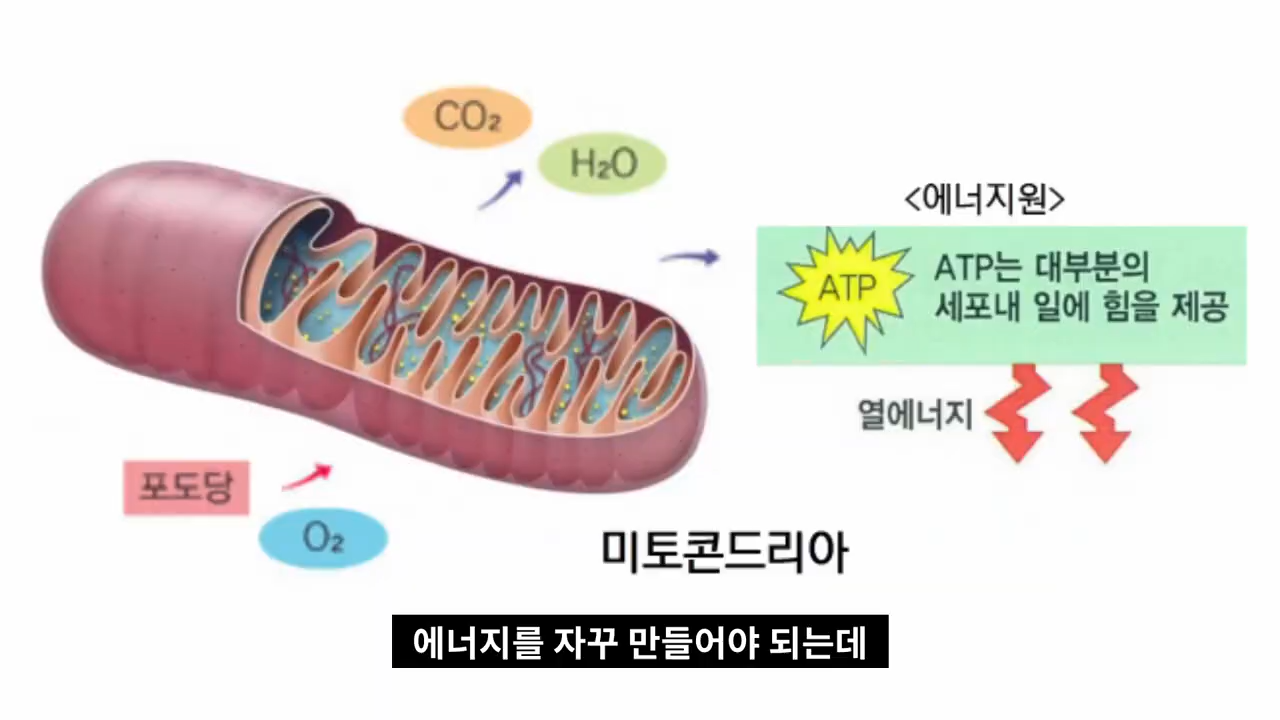 CO₂
H₂O
<에너지원>
ATP
ATP는 대부분의
세포내 일에 힘을 제공
열에너지
포도당
O₂
미토콘드리아
에너지를 자꾸 만들어야 되는데